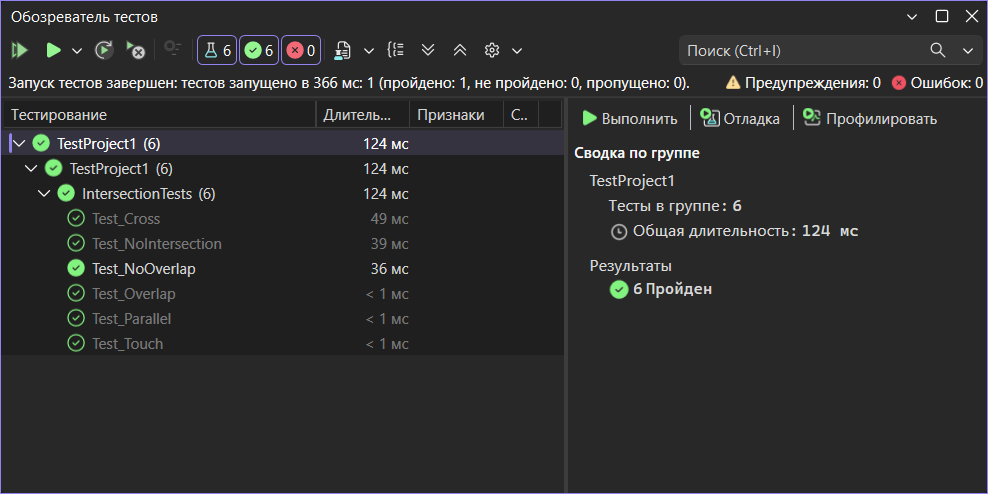 Обозреватель тестов
6 6 0 Поиск (Ctrl+I)
Запуск тестов завершен: тестов запущено в 366 мс: 1 (пройдено: 1, не пройдено: 0, пропущено: 0). Предупреждения: 0 Ошибок: 0
Тестирование Длитель... Признаки С..
TestProject1 (6) 124 мс
TestProject1 (6) 124 мс
IntersectionTests (6) 124 мс
Test_Cross 49 мс
Test_NoIntersection 39 мс
Test_NoOverlap 36 мс
Test_Overlap < 1 мс
Test_Parallel < 1 мс
Test_Touch < 1 мс
Выполнить Отладка Профилировать
Сводка по группе
TestProject1
Тесты в группе: 6
Общая длительность: 124 мс
Результаты
6 Пройден